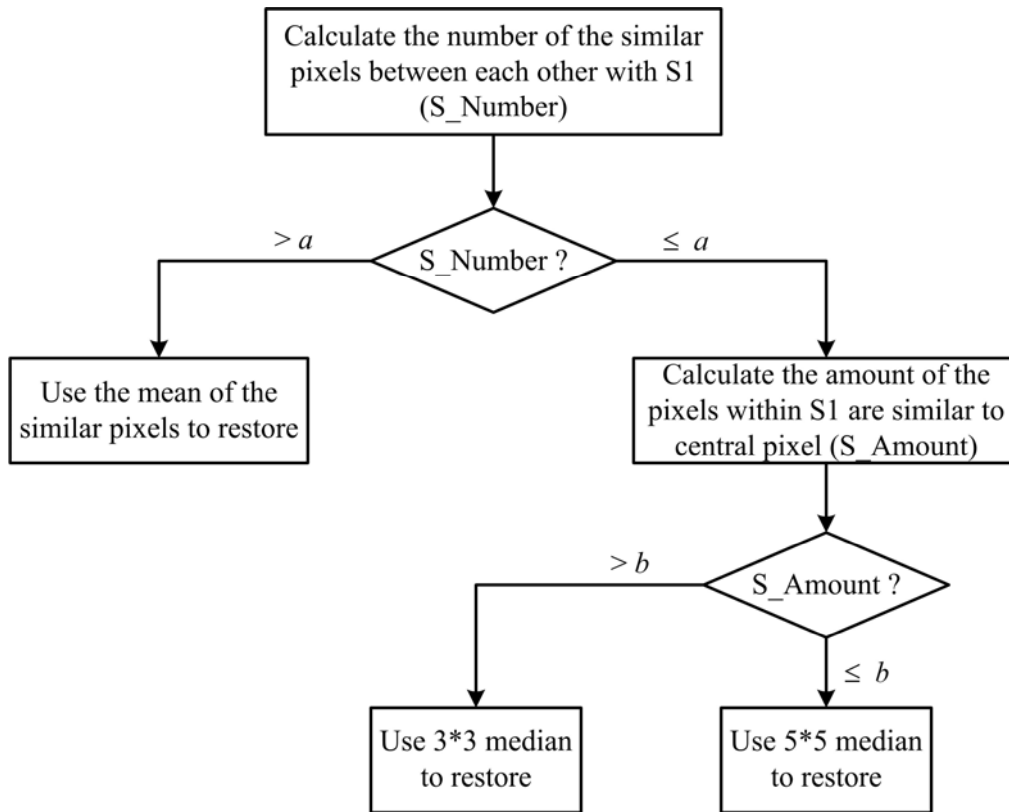 Calculate the number of the similar
pixels between each other with S1
(S_Number)
> a
S_Number ?
≤ a
Use the mean of the
similar pixels to restore
Calculate the amount of the
pixels within S1 are similar to
central pixel (S_Amount)
> b
S_Amount ?
≤ b
Use 3*3 median
to restore
Use 5*5 median
to restore